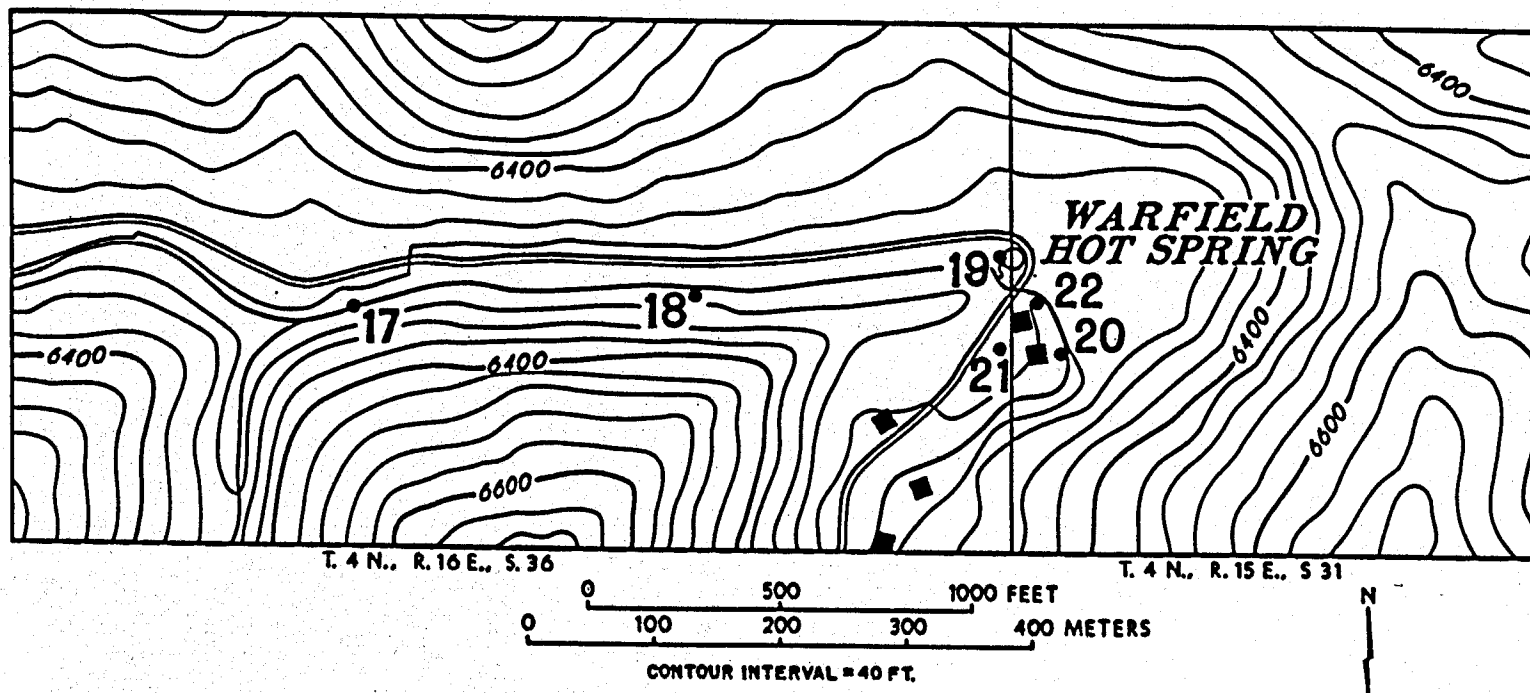 6400
6400
WARFIELD
HOT SPRING
19
22
17
18
20
21
6400
6400
6400
6600
6600
T. 4 N., R. 16 E., S. 36
T. 4 N., R. 15 E., S 31
0 500 1000 FEET
0 100 200 300 400 METERS
CONTOUR INTERVAL = 40 FT.
N